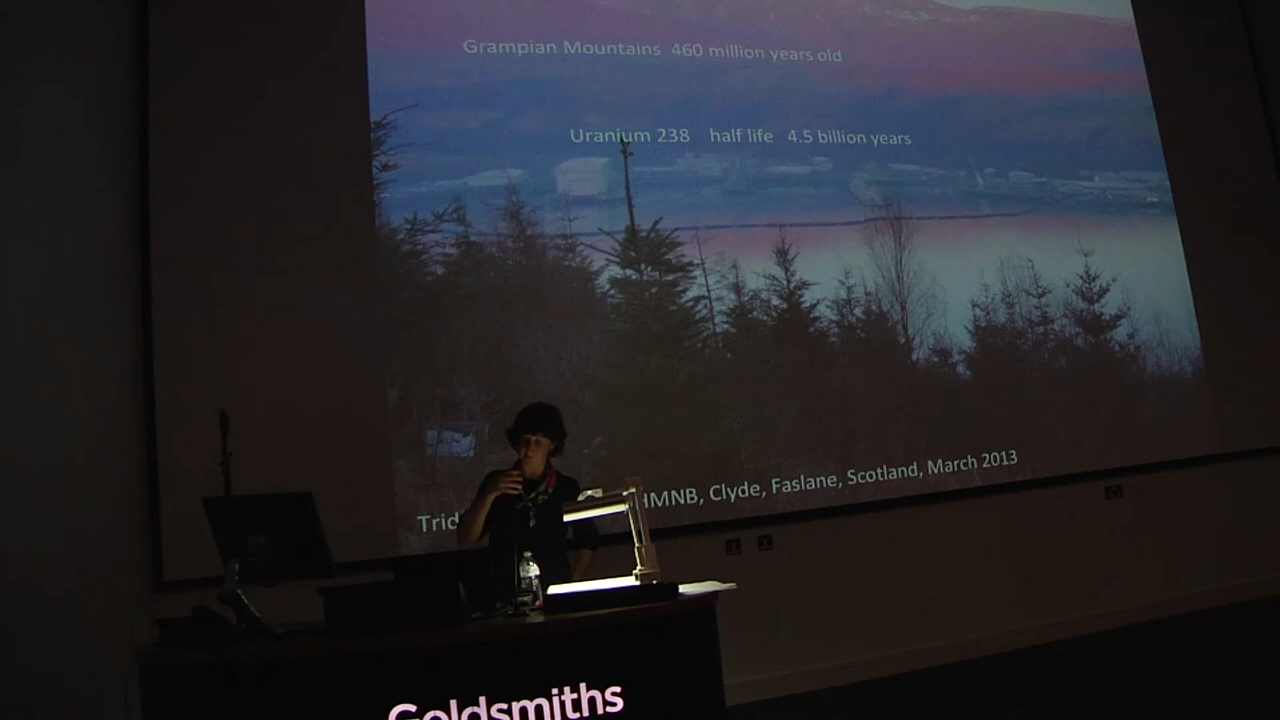 Grampian Mountains 460 million years old
Uranium 238 half life 4.5 billion years
HMNB, Clyde, Faslane, Scotland, March 2013
Goldsmiths